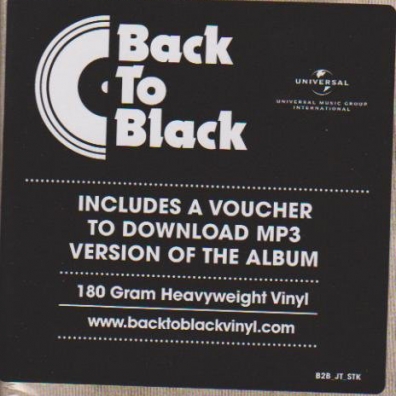 Back
To
Black
UNIVERSAL
UNIVERSAL MUSIC GROUP
INTERNATIONAL
INCLUDES A VOUCHER
TO DOWNLOAD MP3
VERSION OF THE ALBUM
180 Gram Heavyweight Vinyl
www.backtoblackvinyl.com
B2B_JT_STK